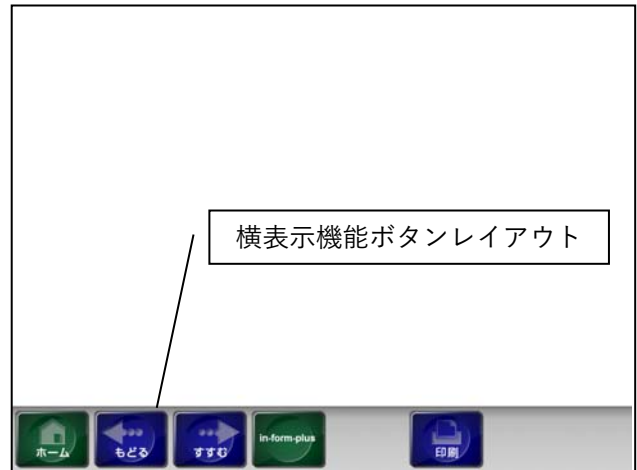 横表示機能ボタンレイアウト
ホーム
もどる
すすむ
in-form-plus
印刷